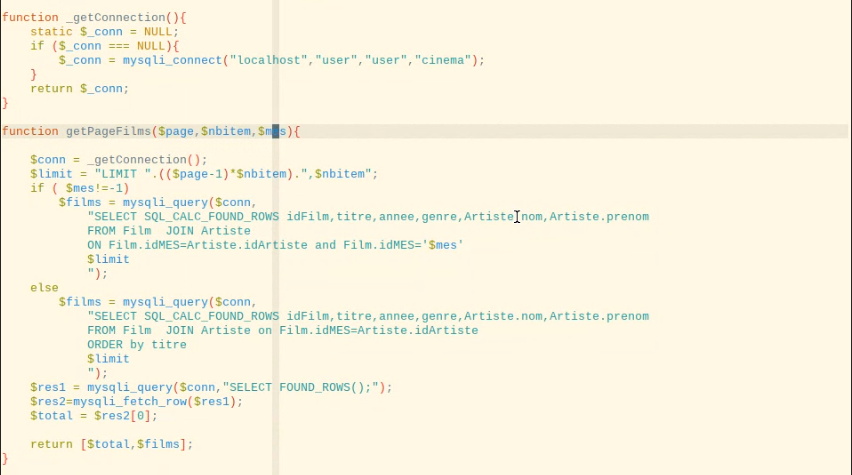 function _getConnection(){
    static $_conn = NULL;
    if ($_conn === NULL){
        $_conn = mysqli_connect("localhost","user","user","cinema");
    }
    return $_conn;
}

function getPageFilms($page,$nbitem,$mes){

    $conn = _getConnection();
    $limit = "LIMIT ".(($page-1)*$nbitem).",$nbitem";
    if ( $mes!=-1)
        $films = mysqli_query($conn,
            "SELECT SQL_CALC_FOUND_ROWS idFilm,titre,annee,genre,Artiste.nom,Artiste.prenom
            FROM Film  JOIN Artiste
            ON Film.idMES=Artiste.idArtiste and Film.idMES='$mes'
            $limit
            ");
    else
        $films = mysqli_query($conn,
            "SELECT SQL_CALC_FOUND_ROWS idFilm,titre,annee,genre,Artiste.nom,Artiste.prenom
            FROM Film  JOIN Artiste on Film.idMES=Artiste.idArtiste
            ORDER by titre
            $limit
            ");
    $res1 = mysqli_query($conn,"SELECT FOUND_ROWS();");
    $res2=mysqli_fetch_row($res1);
    $total = $res2[0];

    return [$total,$films];
}